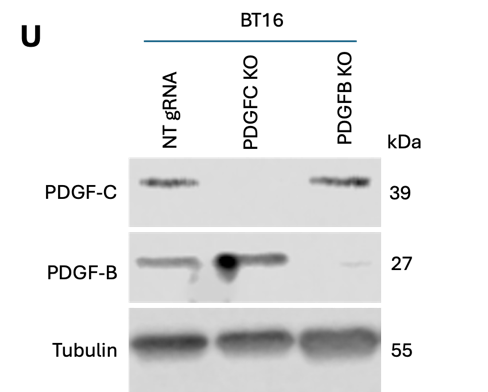 U
BT16
NT gRNA
PDGFC KO
PDGFB KO
kDa
PDGF-C
39
PDGF-B
27
Tubulin
55